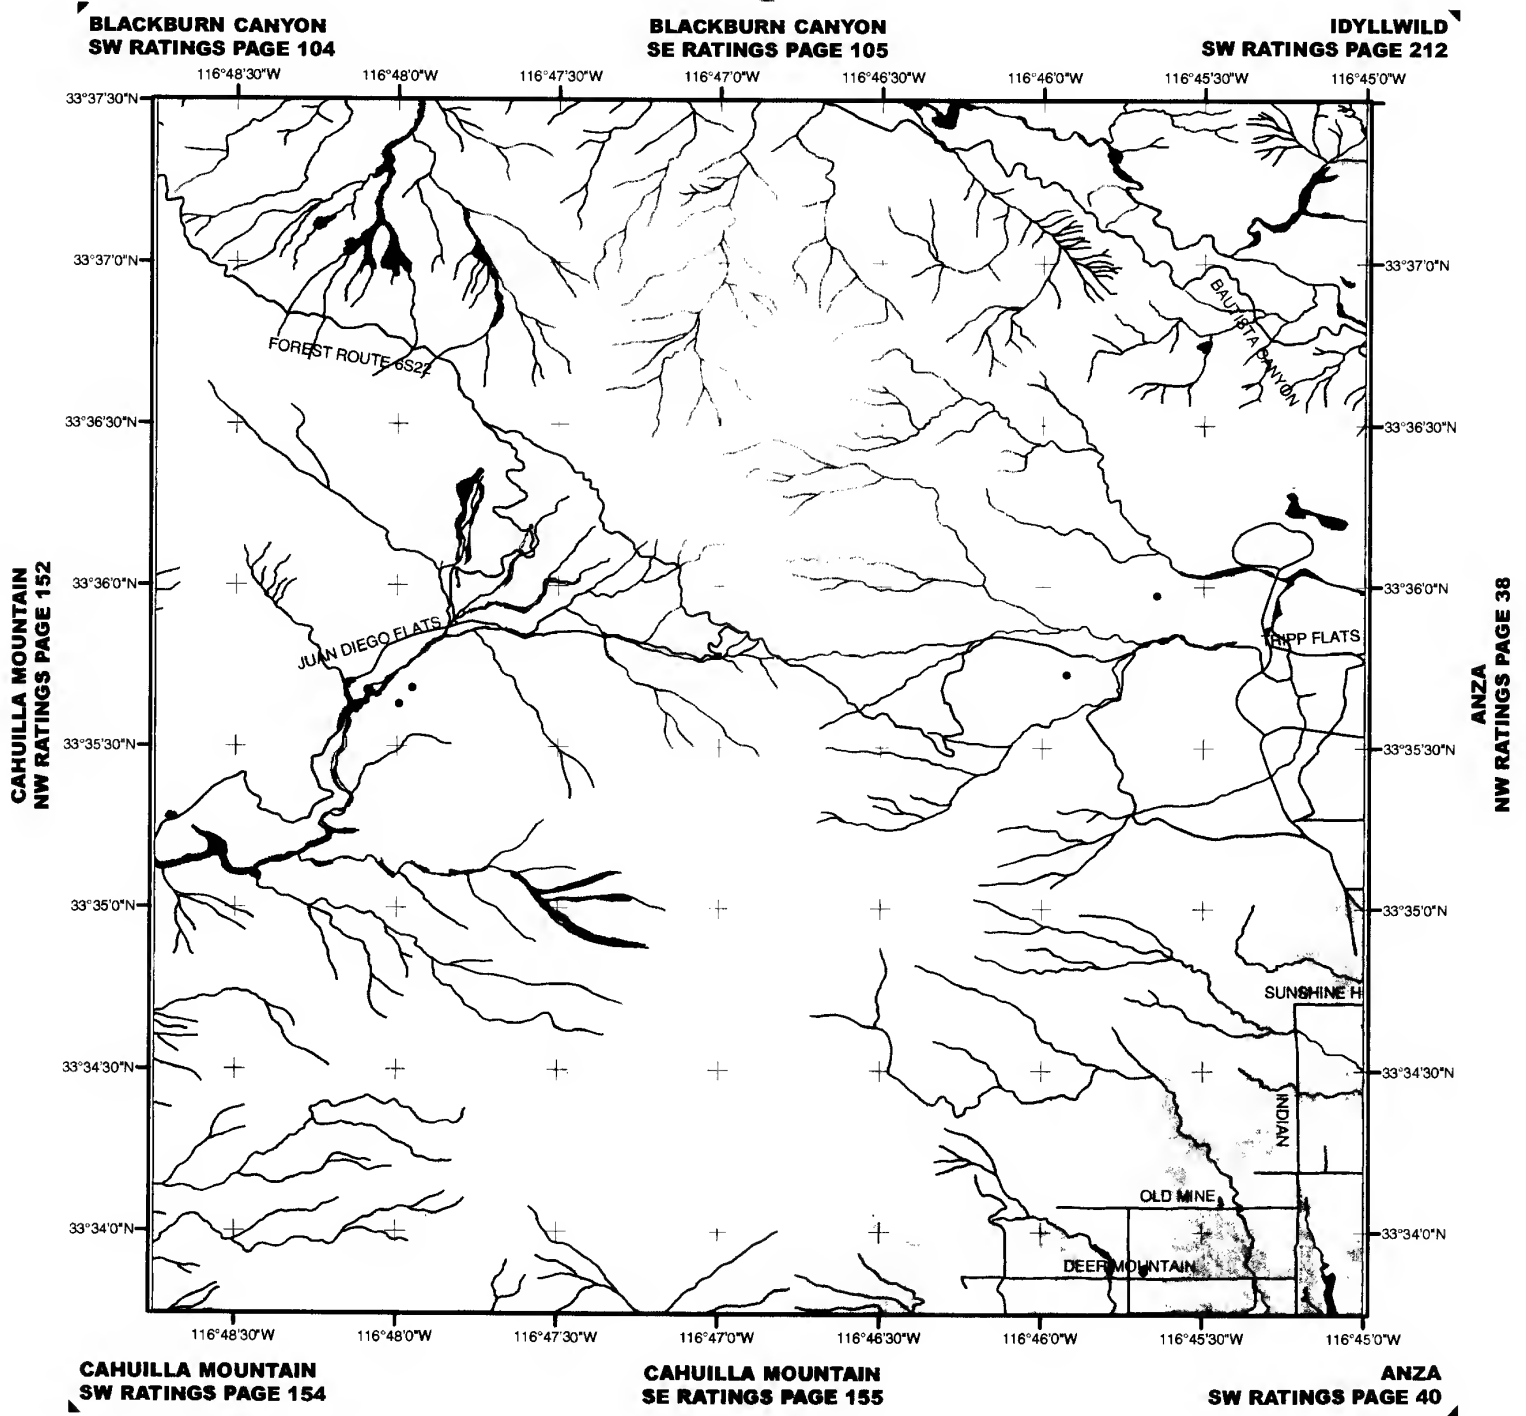 BLACKBURN CANYON
SW RATINGS PAGE 104
BLACKBURN CANYON
SE RATINGS PAGE 105
IDYLLWILD
SW RATINGS PAGE 212
116°48'30"W
116°48'0"W
116°47'30"W
116°47'0"W
116°46'30"W
116°46'0"W
116°45'30"W
116°45'0"W
33°37'30"N
33°37'0"N
33°37'0"N
BAUTISTA CANYON
FOREST ROUTE 6S22
33°36'30"N
33°36'30"N
CAHUILLA MOUNTAIN
NW RATINGS PAGE 152
33°36'0"N
33°36'0"N
ANZA
NW RATINGS PAGE 38
JUAN DIEGO FLATS
TRIPP FLATS
33°35'30"N
33°35'30"N
33°35'0"N
33°35'0"N
SUNSHINE H
33°34'30"N
33°34'30"N
INDIAN
OLD MINE
33°34'0"N
33°34'0"N
DEER MOUNTAIN
116°48'30"W
116°48'0"W
116°47'30"W
116°47'0"W
116°46'30"W
116°46'0"W
116°45'30"W
116°45'0"W
CAHUILLA MOUNTAIN
SW RATINGS PAGE 154
CAHUILLA MOUNTAIN
SE RATINGS PAGE 155
ANZA
SW RATINGS PAGE 40